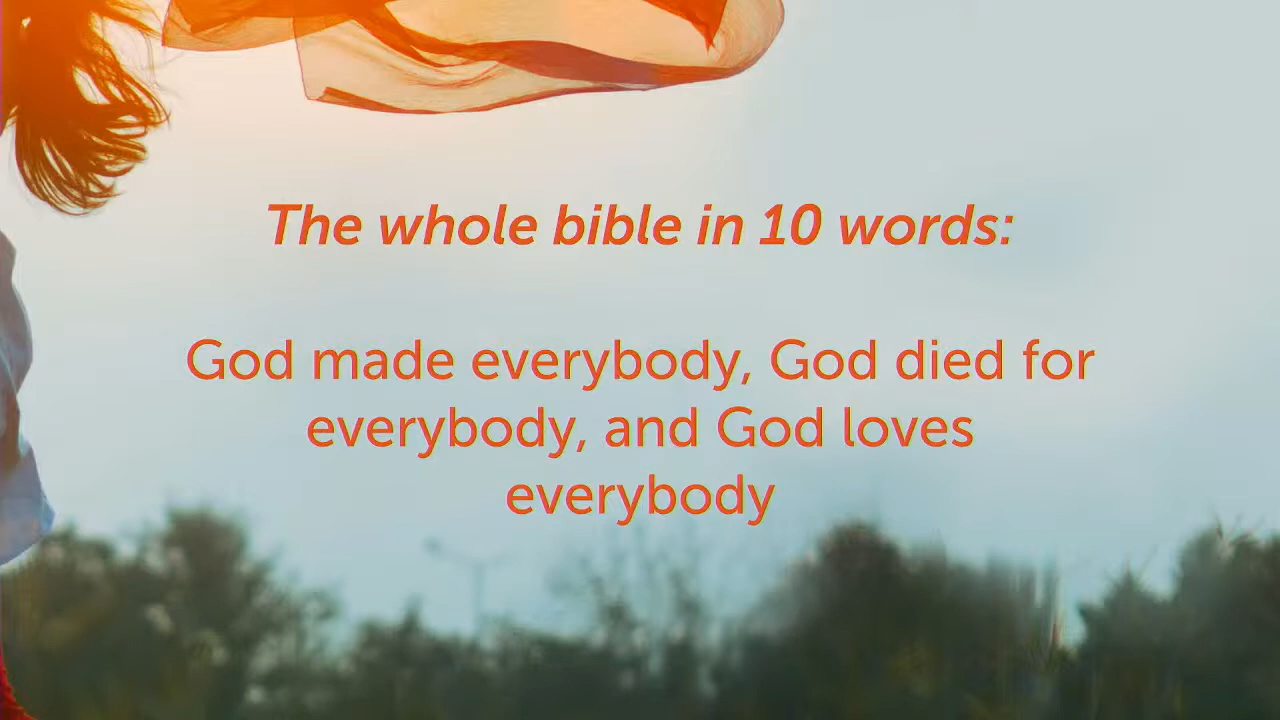 The whole bible in 10 words:
God made everybody, God died for
everybody, and God loves
everybody